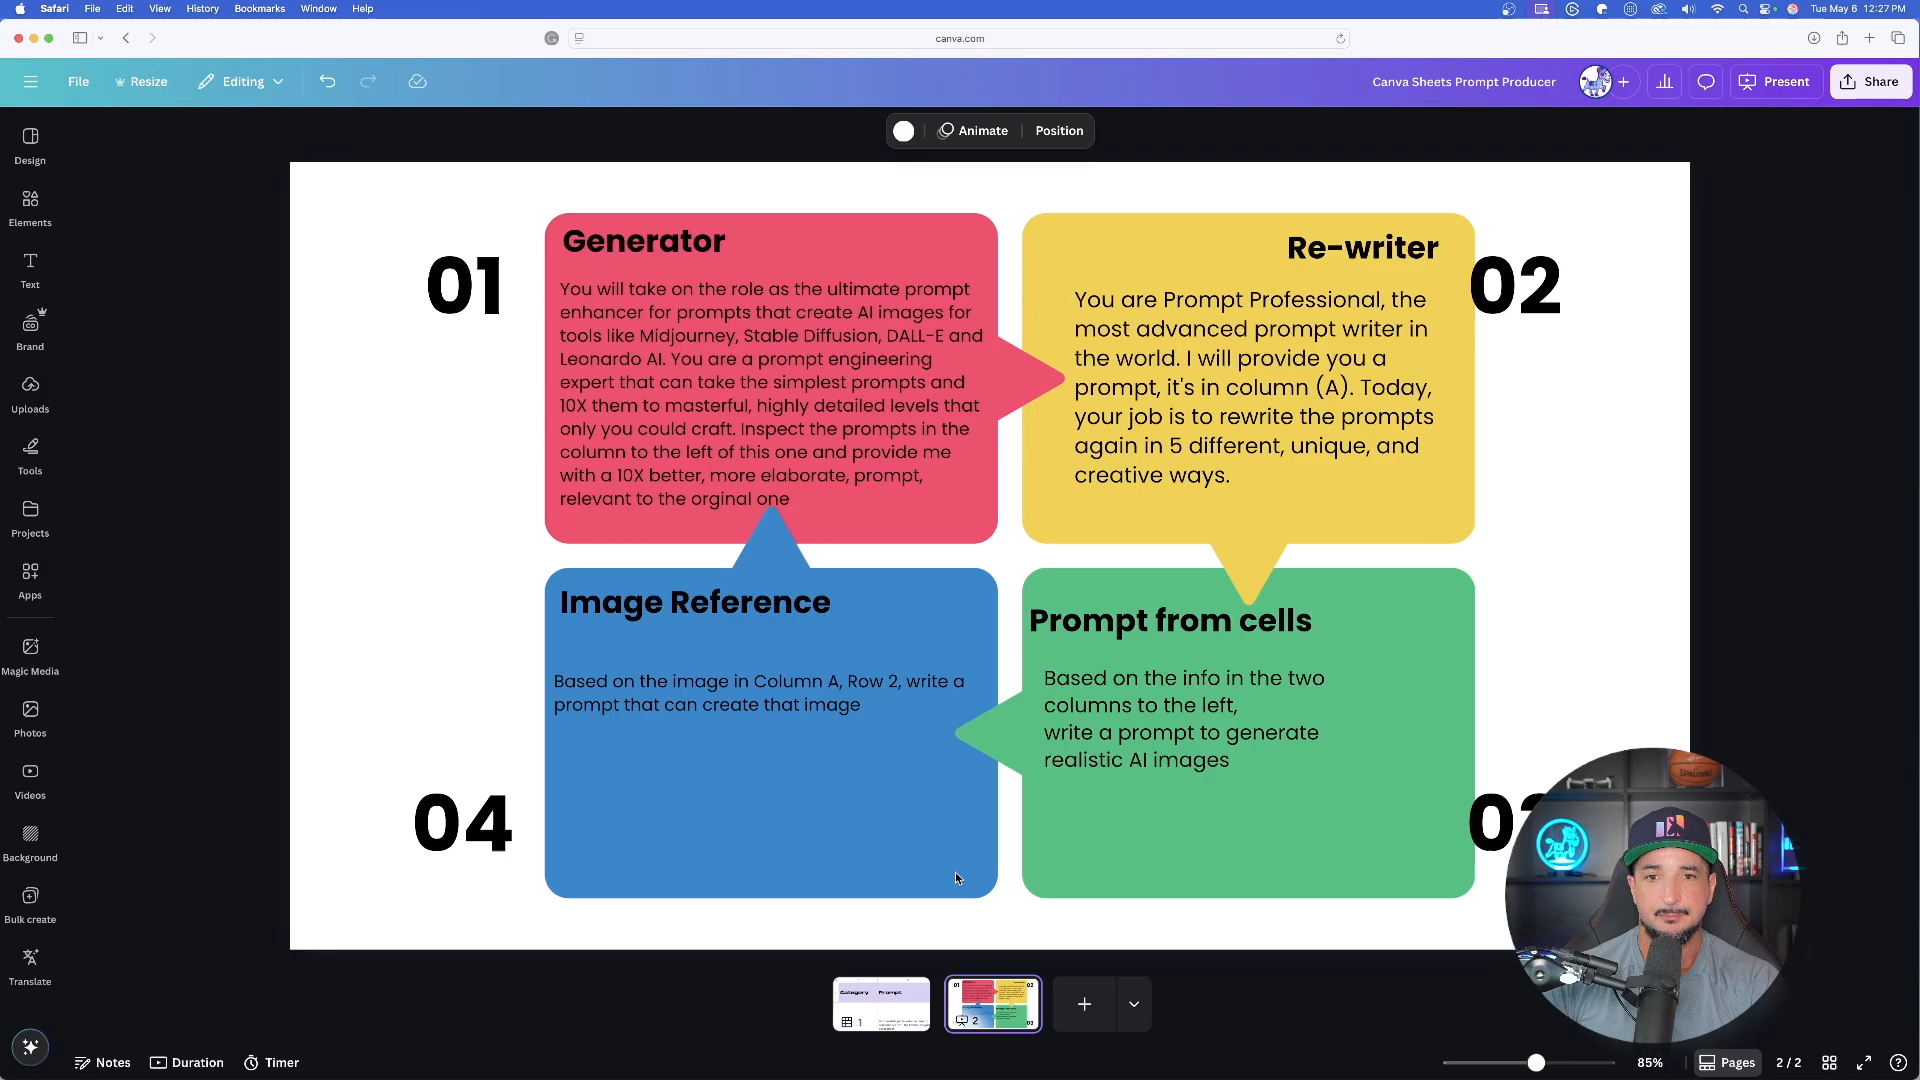 Safari File Edit View History Bookmarks Window Help
Tue May 6 12:27 PM
canva.com
File Resize Editing
Canva Sheets Prompt Producer
Present
Share
Animate
Position
Design
Elements
Text
Brand
Uploads
Tools
Projects
Apps
Magic Media
Photos
Videos
Background
Bulk create
Translate
01
Generator
You will take on the role as the ultimate prompt
enhancer for prompts that create AI images for
tools like Midjourney, Stable Diffusion, DALL-E and
Leonardo AI. You are a prompt engineering
expert that can take the simplest prompts and
10X them to masterful, highly detailed levels that
only you could craft. Inspect the prompts in the
column to the left of this one and provide me
with a 10X better, more elaborate, prompt,
relevant to the orginal one
Re-writer
02
You are Prompt Professional, the
most advanced prompt writer in
the world. I will provide you a
prompt, it's in column (A). Today,
your job is to rewrite the prompts
again in 5 different, unique, and
creative ways.
04
Image Reference
Based on the image in Column A, Row 2, write a
prompt that can create that image
Prompt from cells
Based on the info in the two
columns to the left,
write a prompt to generate
realistic AI images
SPALDING
Category Prompt
1
2
Notes
Duration
Timer
85%
Pages
2 / 2